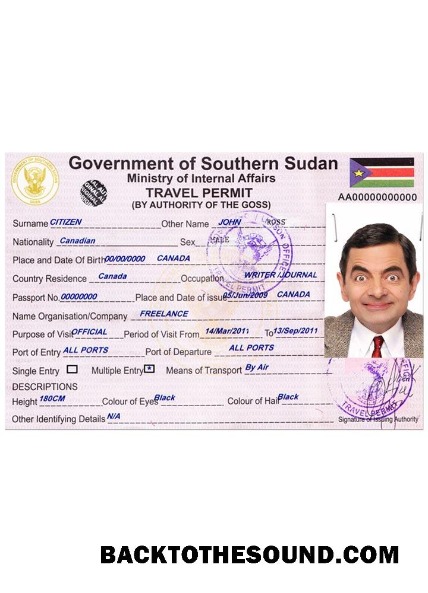 Government of Southern Sudan
Ministry of Internal Affairs
TRAVEL PERMIT
(BY AUTHORITY OF THE GOSS)
AA00000000000
Surname CITIZEN Other Name JOHN ROSS
Nationality Canadian Sex MALE
Place and Date Of Birth 00/00/0000 CANADA
Country Residence Canada Occupation WRITER / JOURNAL
Passport No. 00000000 Place and Date of issue 05/Jun/2009 CANADA
Name Organisation/Company FREELANCE
Purpose of Visit OFFICIAL Period of Visit From 14/Mar/2011 To 13/Sep/2011
Port of Entry ALL PORTS Port of Departure ALL PORTS
Single Entry Multiple Entry Means of Transport By Air
DESCRIPTIONS
Height 180CM Colour of Eyes Black Colour of Half Black
Other Identifying Details N/A
TRAVEL PERMIT
Signature of Issuing Authority
BACKTOTHESOUND.COM